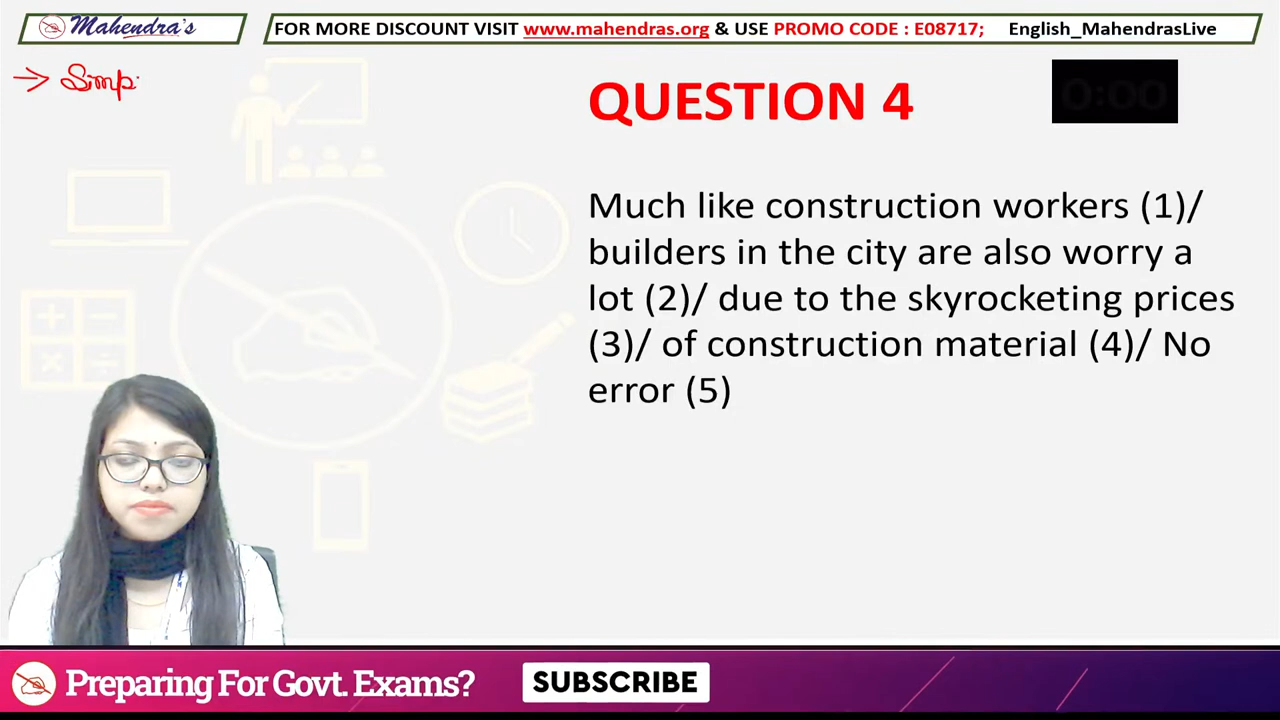 Mahendra's
FOR MORE DISCOUNT VISIT www.mahendras.org & USE PROMO CODE : E08717; English_MahendrasLive
→ Simp
QUESTION 4
0:00
Much like construction workers (1)/
builders in the city are also worry a
lot (2)/ due to the skyrocketing prices
(3)/ of construction material (4)/ No
error (5)
Preparing For Govt. Exams?
SUBSCRIBE